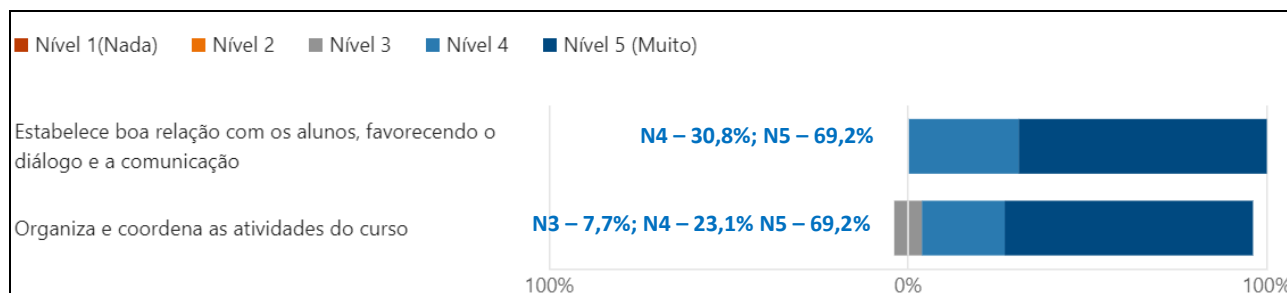 Nível 1(Nada) Nível 2 Nível 3 Nível 4 Nível 5 (Muito)
Estabelece boa relação com os alunos, favorecendo o
diálogo e a comunicação
N4 – 30,8%; N5 – 69,2%
Organiza e coordena as atividades do curso
N3 – 7,7%; N4 – 23,1% N5 – 69,2%
100% 0% 100%